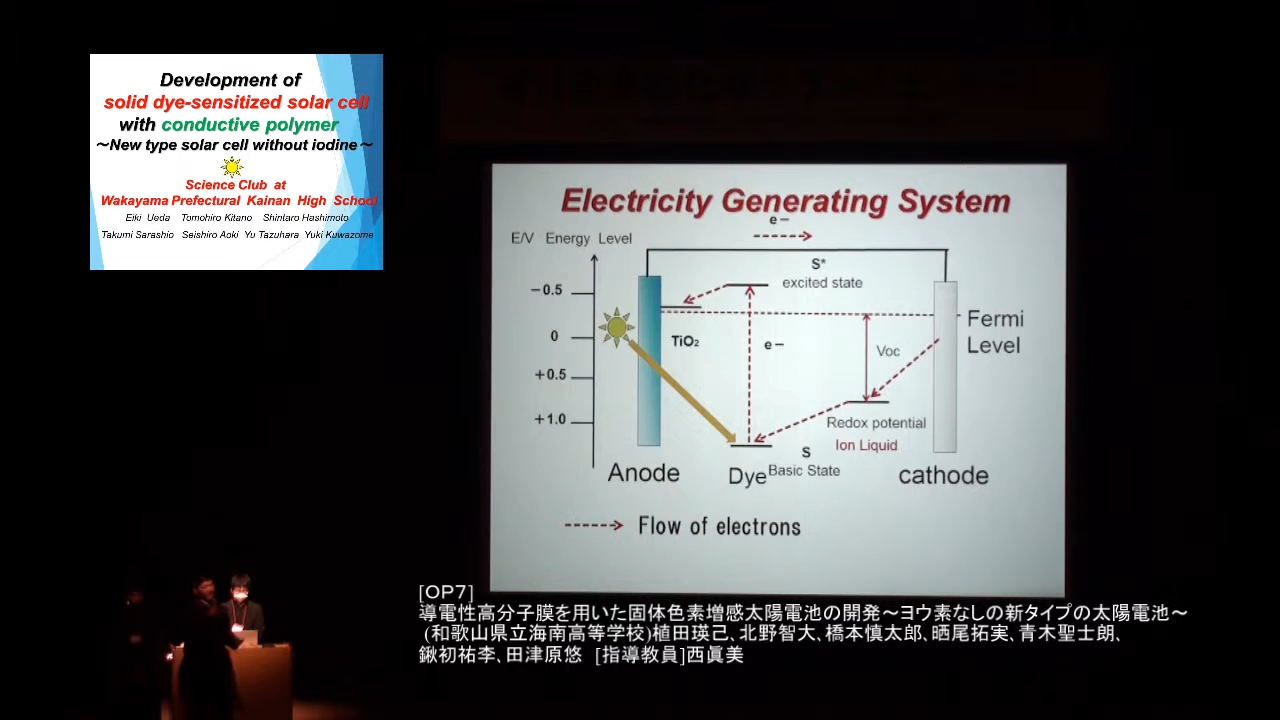 Development of
solid dye-sensitized solar cell
with conductive polymer
～New type solar cell without iodine～
Science Club at
Wakayama Prefectural Kainan High School
Eiki Ueda Tomohiro Kitano Shintaro Hashimoto
Takumi Sarashio Seishiro Aoki Yu Tazuhara Yuki Kuwazome
Electricity Generating System
e−
E/V Energy Level
S*
excited state
−0.5
Fermi
Level
0
TiO₂
e−
Voc
+0.5
+1.0
Redox potential
Ion Liquid
S
Basic State
Anode
Dye
cathode
Flow of electrons
[OP7]
導電性高分子膜を用いた固体色素増感太陽電池の開発～ヨウ素なしの新タイプの太陽電池～
(和歌山県立海南高等学校)植田瑛己、北野智大、橋本慎太郎、晒尾拓実、青木聖士朗、
鍬初祐李、田津原悠 [指導教員]西眞美